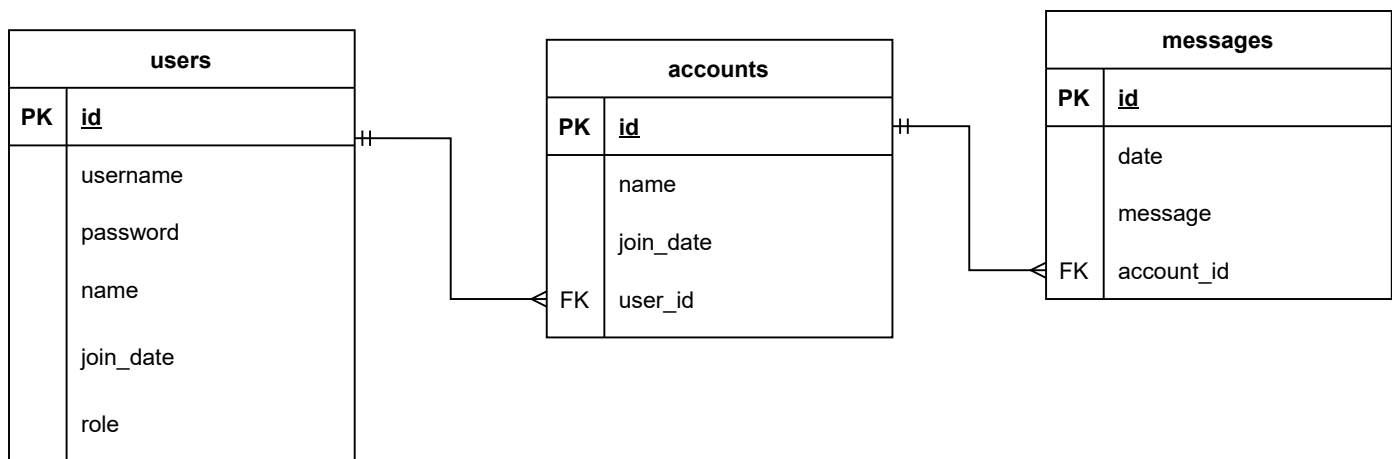 users
PK id
username
password
name
join_date
role
accounts
PK id
name
join_date
FK user_id
messages
PK id
date
message
FK account_id